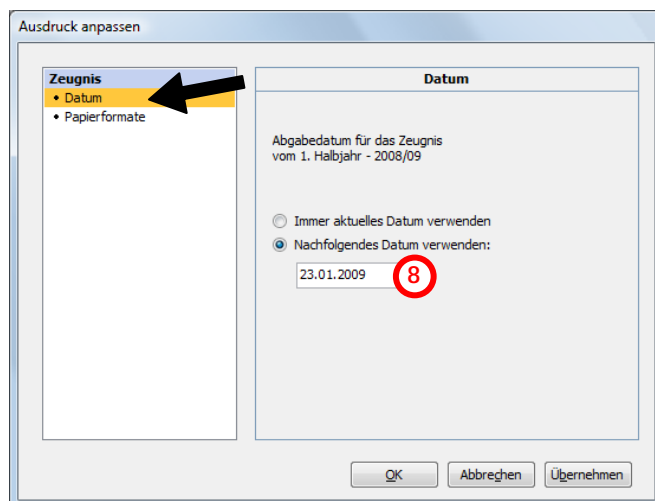 Ausdruck anpassen
Zeugnis
• Datum
• Papierformate
Datum
Abgabedatum für das Zeugnis
vom 1. Halbjahr - 2008/09
Immer aktuelles Datum verwenden
Nachfolgendes Datum verwenden:
23.01.2009 8
OK Abbrechen Übernehmen